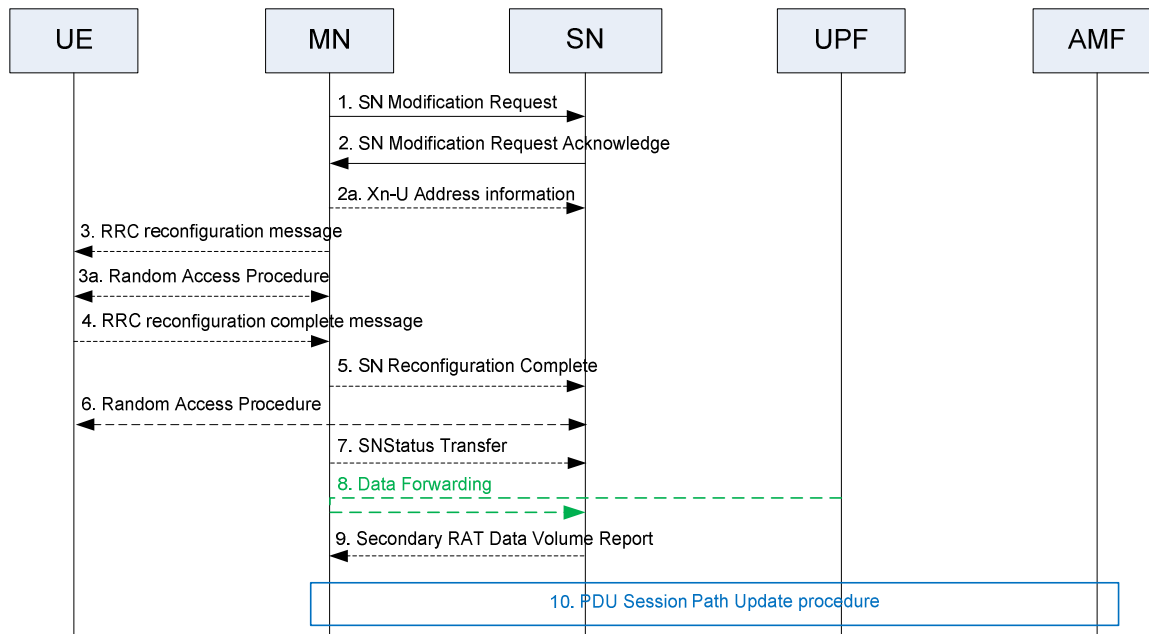 UE
MN
SN
UPF
AMF
1. SN Modification Request
2. SN Modification Request Acknowledge
2a. Xn-U Address information
3. RRC reconfiguration message
3a. Random Access Procedure
4. RRC reconfiguration complete message
5. SN Reconfiguration Complete
6. Random Access Procedure
7. SNStatus Transfer
8. Data Forwarding
9. Secondary RAT Data Volume Report
10. PDU Session Path Update procedure